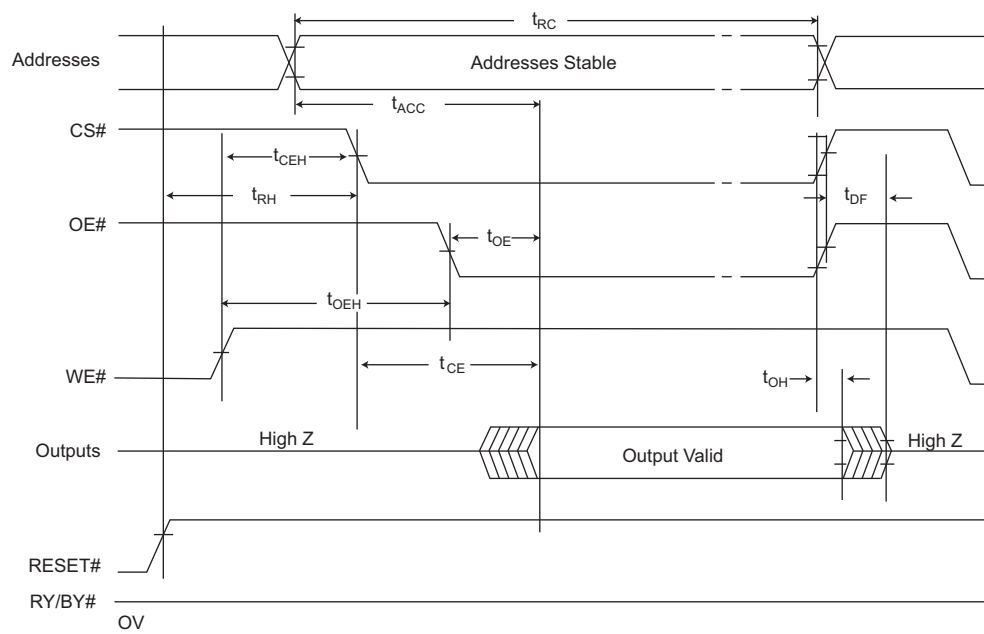 tRC
Addresses
Addresses Stable
tACC
CS#
tCEH
tRH
tDF
OE#
tOE
tOEH
WE#
tCE
tOH
High Z
Outputs
Output Valid
High Z
RESET#
RY/BY#
OV